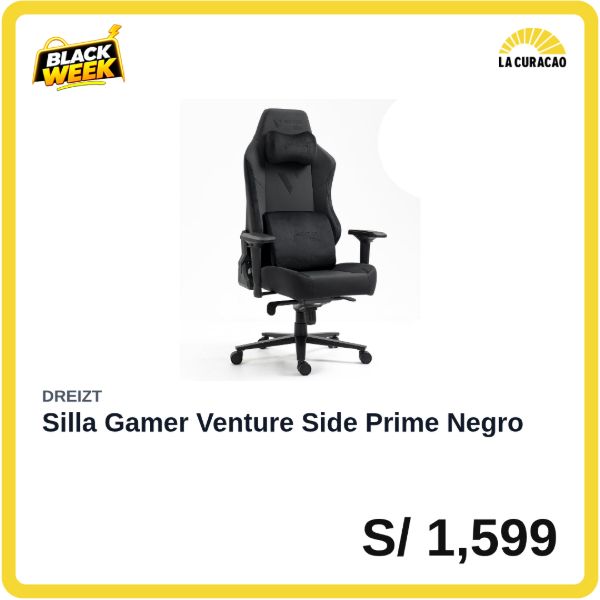 BLACK
WEEK
LA CURACAO
DREIZT
Silla Gamer Venture Side Prime Negro
S/ 1,599